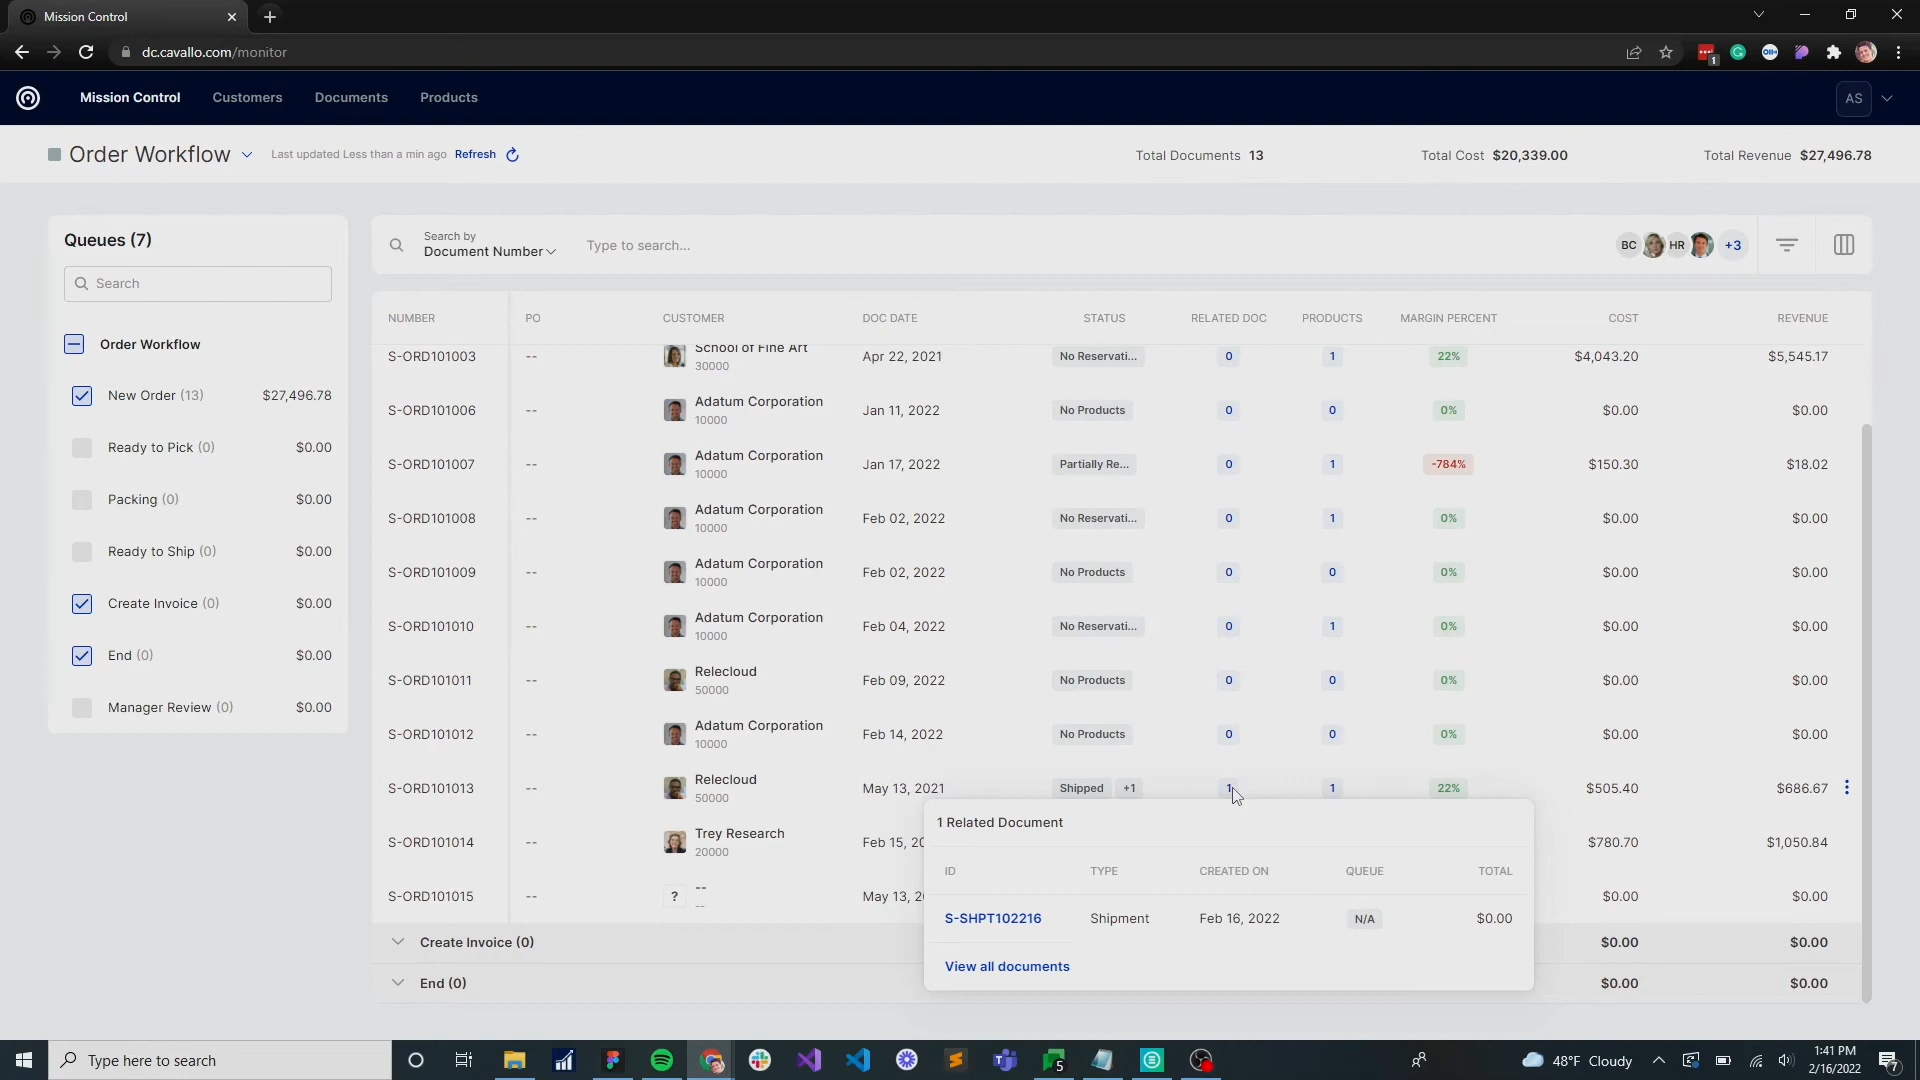 Mission Control
dc.cavallo.com/monitor
1
Mission Control Customers Documents Products
AS
Order Workflow Last updated Less than a min ago Refresh
Total Documents 13 Total Cost $20,339.00 Total Revenue $27,496.78
Queues (7)
Search
Order Workflow
New Order (13) $27,496.78
Ready to Pick (0) $0.00
Packing (0) $0.00
Ready to Ship (0) $0.00
Create Invoice (0) $0.00
End (0) $0.00
Manager Review (0) $0.00
Search by
Document Number
Type to search...
BC HR +3
NUMBER PO CUSTOMER DOC DATE STATUS RELATED DOC PRODUCTS MARGIN PERCENT COST REVENUE
S-ORD101003 -- School of Fine Art Apr 22, 2021 No Reservati... 0 1 22% $4,043.20 $5,545.17
30000
S-ORD101006 -- Adatum Corporation Jan 11, 2022 No Products 0 0 0% $0.00 $0.00
10000
S-ORD101007 -- Adatum Corporation Jan 17, 2022 Partially Re... 0 1 -784% $150.30 $18.02
10000
S-ORD101008 -- Adatum Corporation Feb 02, 2022 No Reservati... 0 1 0% $0.00 $0.00
10000
S-ORD101009 -- Adatum Corporation Feb 02, 2022 No Products 0 0 0% $0.00 $0.00
10000
S-ORD101010 -- Adatum Corporation Feb 04, 2022 No Reservati... 0 1 0% $0.00 $0.00
10000
S-ORD101011 -- Relecloud Feb 09, 2022 No Products 0 0 0% $0.00 $0.00
50000
S-ORD101012 -- Adatum Corporation Feb 14, 2022 No Products 0 0 0% $0.00 $0.00
10000
S-ORD101013 -- Relecloud May 13, 2021 Shipped +1 1 1 22% $505.40 $686.67
50000
S-ORD101014 -- Trey Research Feb 15, 20 $780.70 $1,050.84
20000
S-ORD101015 -- ? -- May 13, 2 $0.00 $0.00
--
Create Invoice (0) $0.00 $0.00
End (0) $0.00 $0.00
1 Related Document
ID TYPE CREATED ON QUEUE TOTAL
S-SHPT102216 Shipment Feb 16, 2022 N/A $0.00
View all documents
Type here to search
5
48°F Cloudy
1:41 PM
2/16/2022
7